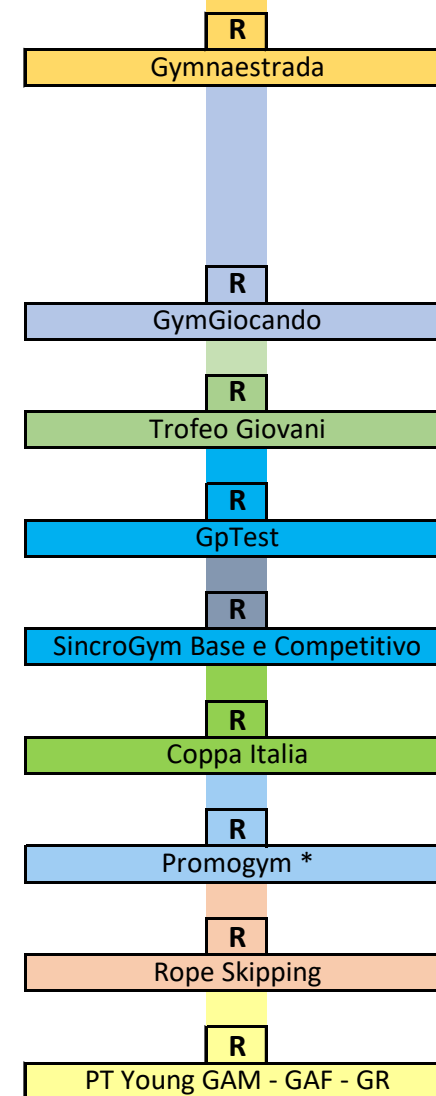 R
Gymnaestrada
R
GymGiocando
R
Trofeo Giovani
R
GpTest
R
SincroGym Base e Competitivo
R
Coppa Italia
R
Promogym *
R
Rope Skipping
R
PT Young GAM - GAF - GR